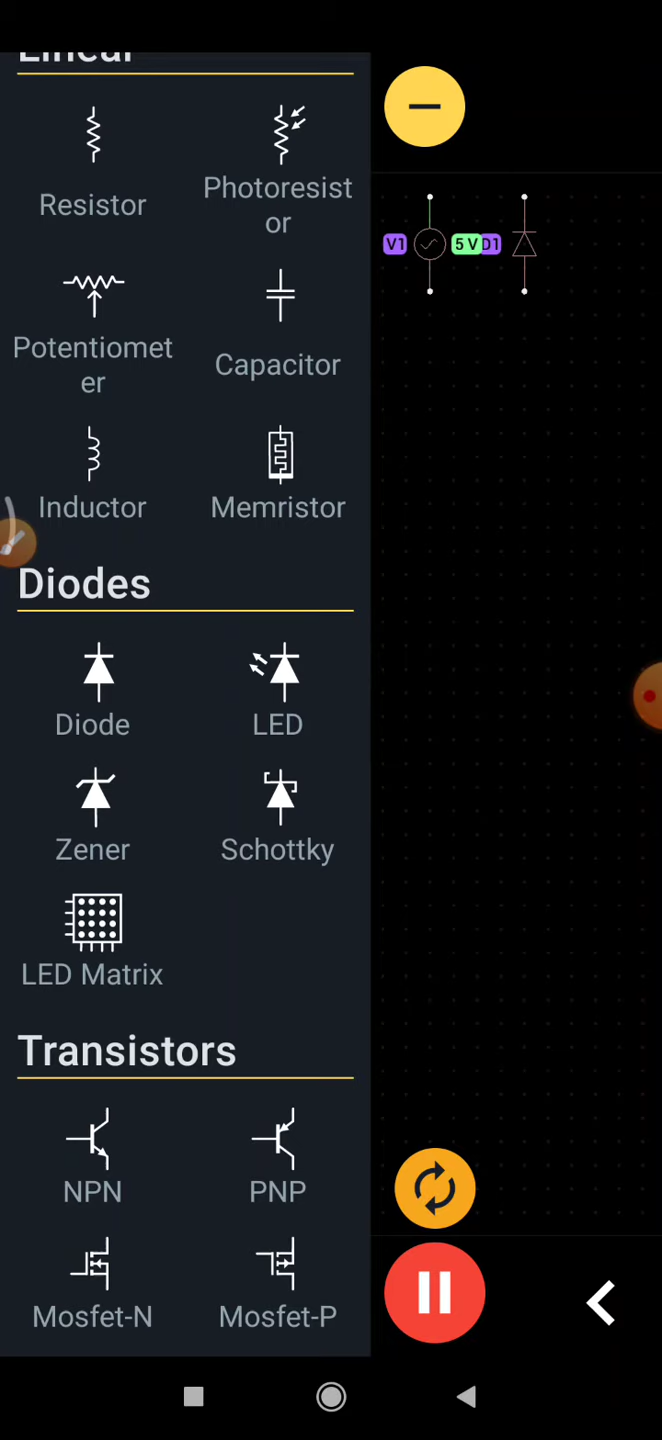 Linear
Resistor
Photoresist
or
Potentiomet
er
Capacitor
Inductor
Memristor
Diodes
Diode
LED
Zener
Schottky
LED Matrix
Transistors
NPN
PNP
Mosfet-N
Mosfet-P
V1
5 V
D1